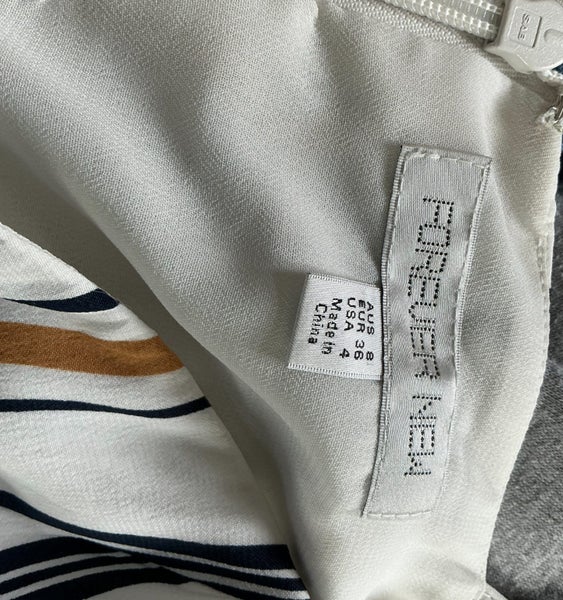 FOREVER NEW
AUS 8
EUR 36
USA 4
Made in
China
S.A.B